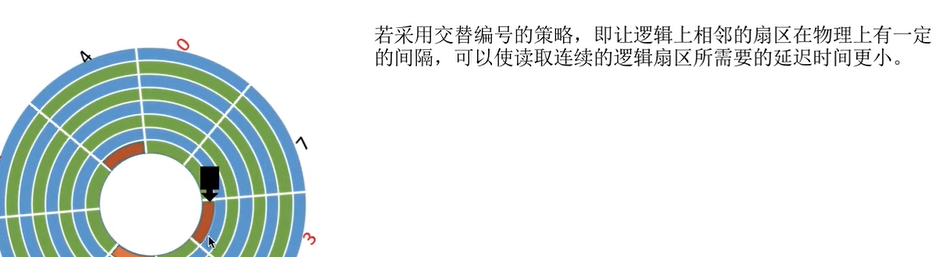 若采用交替编号的策略，即让逻辑上相邻的扇区在物理上有一定
的间隔，可以使读取连续的逻辑扇区所需要的延迟时间更小。
4
0
7
3